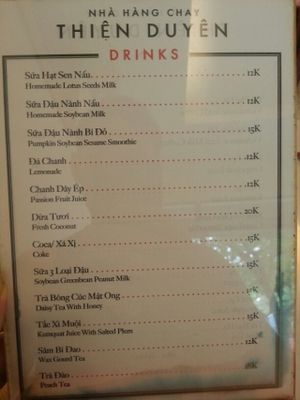 NHÀ HÀNG CHAY
THIỆN DUYÊN
DRINKS
Sữa Hạt Sen Nấu 12K
Homemade Lotus Seeds Milk
Sữa Đậu Nành Nấu 12K
Homemade Soybean Milk
Sữa Đậu Nành Bí Đỏ 15K
Pumpkin Soybean Sesame Smoothie
Đá Chanh 12K
Lemonade
Chanh Dây Ép 12K
Passion Fruit Juice
Dừa Tươi 20K
Fresh Coconut
Coca/ Xá Xị 15K
Coke
Sữa 3 Loại Đậu 15K
Soybean Greenbean Peanut Milk
Trà Bông Cúc Mật Ong 15K
Daisy Tea With Honey
Tắc Xí Muội 15K
Kumquat Juice With Salted Plum
Sâm Bí Đao 12K
Wax Gourd Tea
Trà Đào
Peach Tea